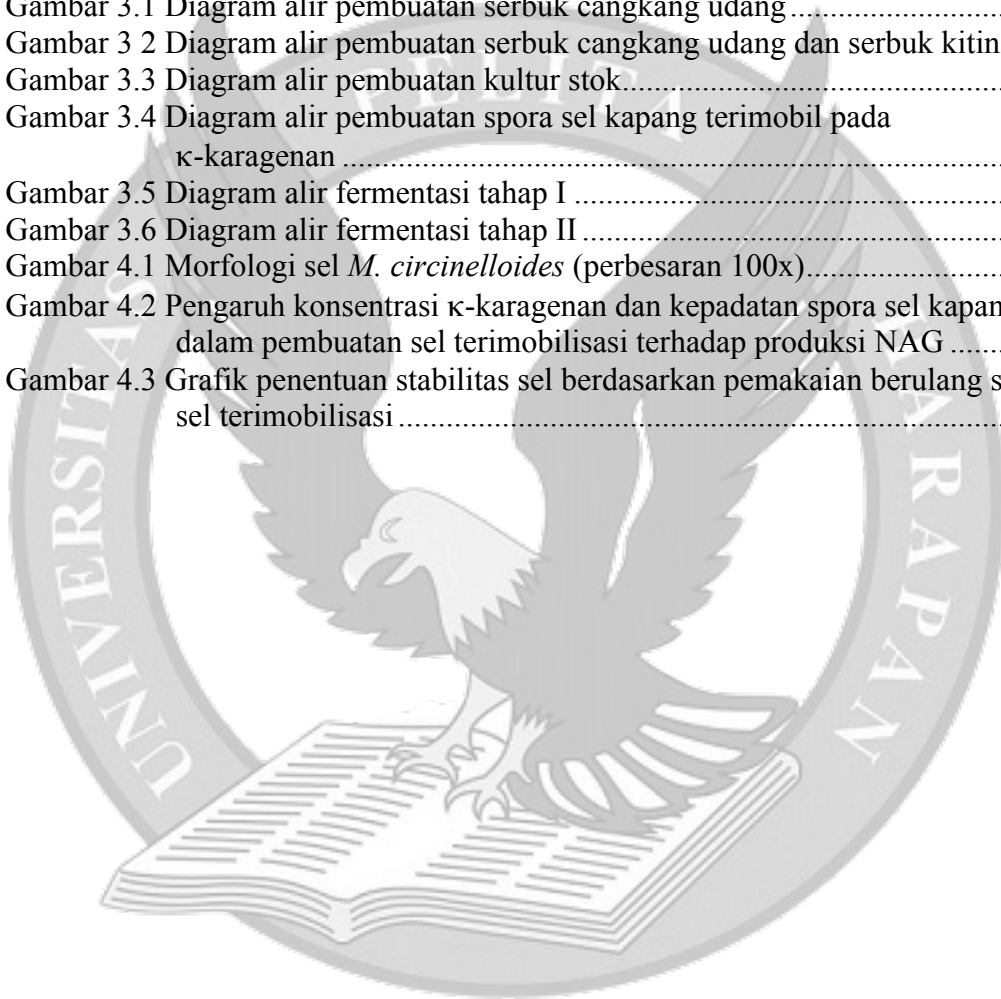 Gambar 3.1 Diagram alir pembuatan serbuk cangkang udang....................
Gambar 3 2 Diagram alir pembuatan serbuk cangkang udang dan serbuk kitin
Gambar 3.3 Diagram alir pembuatan kultur stok....................
Gambar 3.4 Diagram alir pembuatan spora sel kapang terimobil pada
κ-karagenan....................
Gambar 3.5 Diagram alir fermentasi tahap I....................
Gambar 3.6 Diagram alir fermentasi tahap II....................
Gambar 4.1 Morfologi sel M. circinelloides (perbesaran 100x)....................
Gambar 4.2 Pengaruh konsentrasi κ-karagenan dan kepadatan spora sel kapan
dalam pembuatan sel terimobilisasi terhadap produksi NAG ......
Gambar 4.3 Grafik penentuan stabilitas sel berdasarkan pemakaian berulang s
sel terimobilisasi....................
UNIVERSITAS PELITA HARAPAN